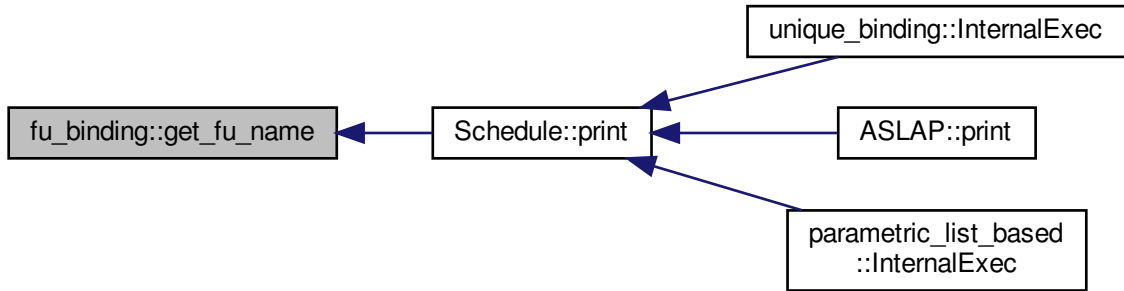 unique_binding::InternalExec
fu_binding::get_fu_name
Schedule::print
ASLAP::print
parametric_list_based
::InternalExec